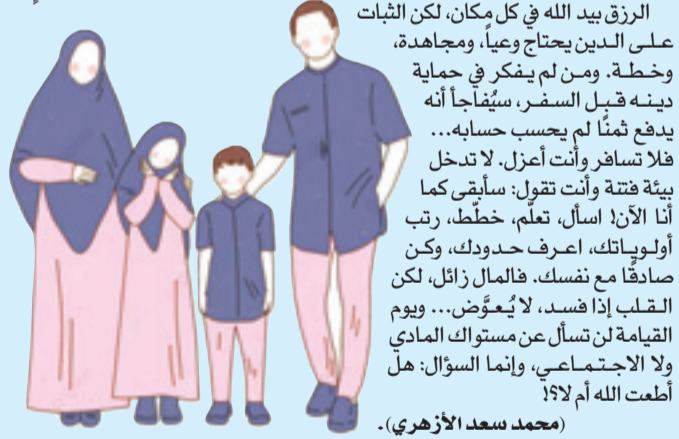 الرزق بيد الله في كل مكان، لكن الثبات
على الدين يحتاج وعياً، ومجاهدة،
وخطة. ومن لم يفكر في حماية
دينه قبل السفر، سيُفاجأ أنه
يدفع ثمنًا لم يحسب حسابه...
فلا تسافر وأنت أعزل. لا تدخل
بيئة فتنة وأنت تقول: سأبقى كما
أنا الآن! اسأل، تعلّم، خطّط، رتب
أولوياتك، اعرف حدودك، وكن
صادقًا مع نفسك. فالمال زائل، لكن
القلب إذا فسد، لا يُعوَّض... ويوم
القيامة لن تسأل عن مستواك المادي
ولا الاجتماعي، وإنما السؤال: هل
أطعت الله أم لا؟!
(محمد سعد الأزهري).